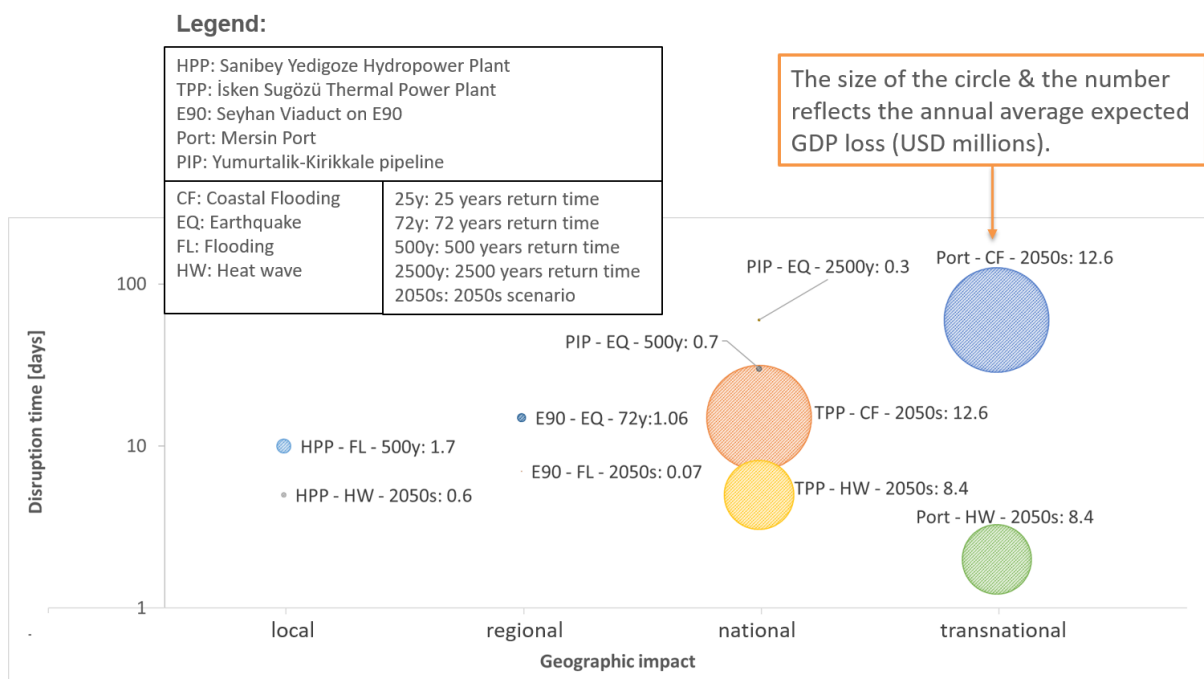 Legend:
HPP: Sanibey Yedigoze Hydropower Plant
TPP: İsken Sugözü Thermal Power Plant
E90: Seyhan Viaduct on E90
Port: Mersin Port
PIP: Yumurtalik-Kirikkale pipeline
CF: Coastal Flooding
EQ: Earthquake
FL: Flooding
HW: Heat wave
25y: 25 years return time
72y: 72 years return time
500y: 500 years return time
2500y: 2500 years return time
2050s: 2050s scenario
The size of the circle & the number
reflects the annual average expected
GDP loss (USD millions).
Disruption time [days]
100
10
1
-
PIP - EQ - 2500y: 0.3
Port - CF - 2050s: 12.6
PIP - EQ - 500y: 0.7
E90 - EQ - 72y:1.06
TPP - CF - 2050s: 12.6
HPP - FL - 500y: 1.7
E90 - FL - 2050s: 0.07
HPP - HW - 2050s: 0.6
TPP - HW - 2050s: 8.4
Port - HW - 2050s: 8.4
local
regional
national
transnational
Geographic impact